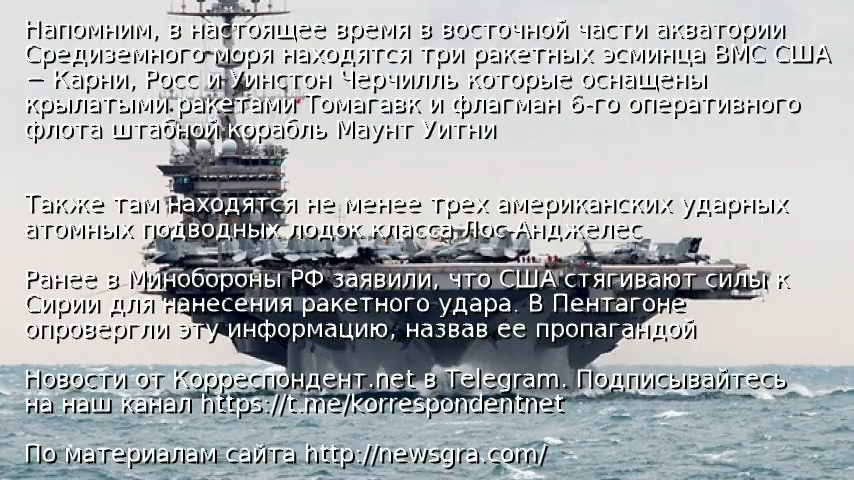 Напомним, в настоящее время в восточной части акватории
Средиземного моря находятся три ракетных эсминца ВМС США
– Карни, Росс и Уинстон Черчилль которые оснащены
крылатыми ракетами Томагавк и флагман 6-го оперативного
флота штабной корабль Маунт Уитни
Также там находятся не менее трех американских ударных
атомных подводных лодок класса Лос-Анджелес
Ранее в Минобороны РФ заявили, что США стягивают силы к
Сирии для нанесения ракетного удара. В Пентагоне
опровергли эту информацию, назвав ее пропагандой
Новости от Корреспондент.net в Telegram. Подписывайтесь
на наш канал https://t.me/korrespondentnet
По материалам сайта http://newsgra.com/